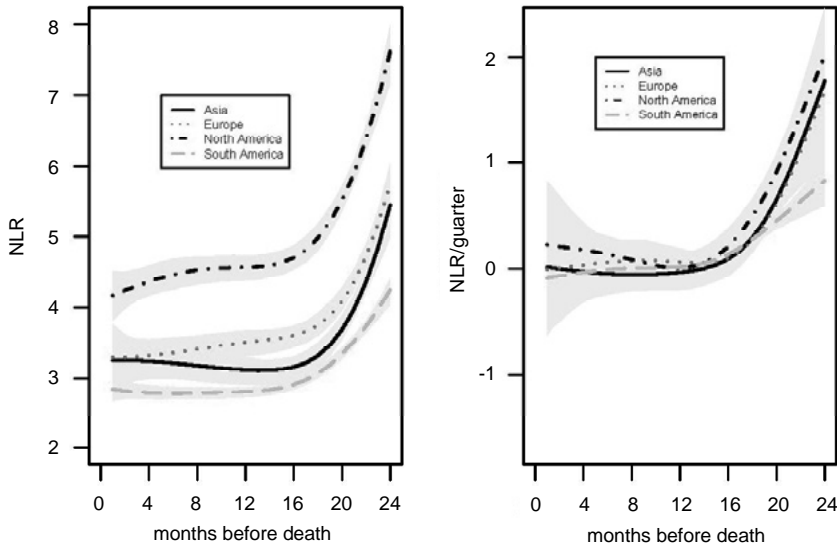 8
7
6
5
4
3
2
NLR
Asia
Europe
North America
South America
0 4 8 12 16 20 24
months before death
2
1
0
-1
NLR/guarter
Asia
Europe
North America
South America
0 4 8 12 16 20 24
months before death